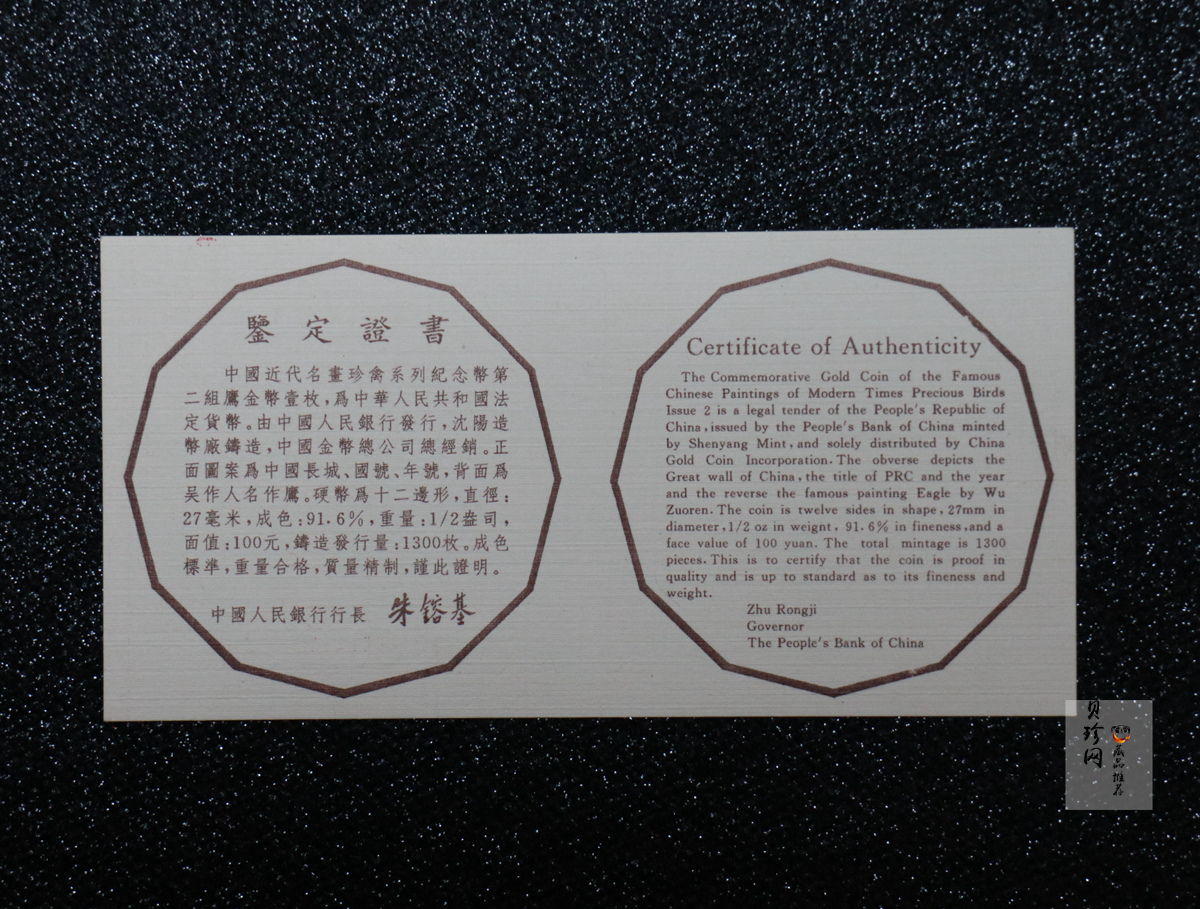 鑒定證書
中國近代名畫珍禽系列紀念幣第
二組鷹金幣壹枚，爲中華人民共和國法
定貨幣。由中國人民銀行發行，沈陽造
幣廠鑄造，中國金幣總公司總經銷。正
面圖案爲中國長城、國號、年號，背面爲
吴作人名作鷹。硬幣爲十二邊形，直徑：
27毫米，成色：91.6%，重量：1/2盎司，
面值：100元，鑄造發行量：1300枚。成色
標準，重量合格，質量精制，謹此證明。
中國人民銀行行長 朱鎔基
Certificate of Authenticity
The Commemorative Gold Coin of the Famous
Chinese Paintings of Modern Times Precious Birds
Issue 2 is a legal tender of the People's Republic of
China, issued by the People's Bank of China minted
by Shenyang Mint, and solely distributed by China
Gold Coin Incorporation. The obverse depicts the
Great wall of China, the title of PRC and the year
and the reverse the famous painting Eagle by Wu
Zuoren. The coin is twelve sides in shape, 27mm in
diameter, 1/2 oz in weight, 91.6% in fineness, and a
face value of 100 yuan. The total mintage is 1300
pieces. This is to certify that the coin is proof in
quality and is up to standard as to its fineness and
weight.
Zhu Rongji
Governor
The People's Bank of China
贝珍网
藏品推荐